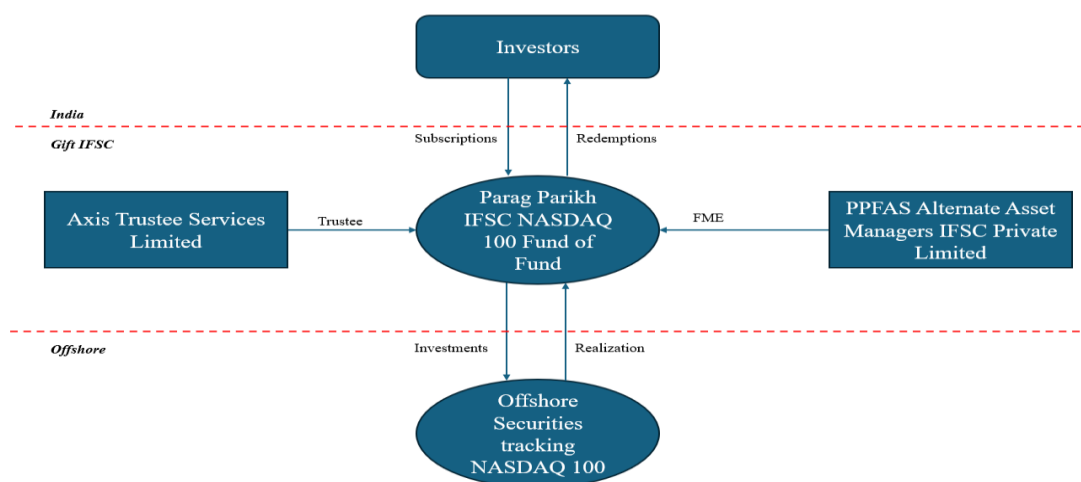 Investors
India
Gift IFSC
Subscriptions
Redemptions
Axis Trustee Services
Limited
Trustee
Parag Parikh
IFSC NASDAQ
100 Fund of
Fund
FME
PPFAS Alternate Asset
Managers IFSC Private
Limited
Offshore
Investments
Realization
Offshore
Securities
tracking
NASDAQ 100